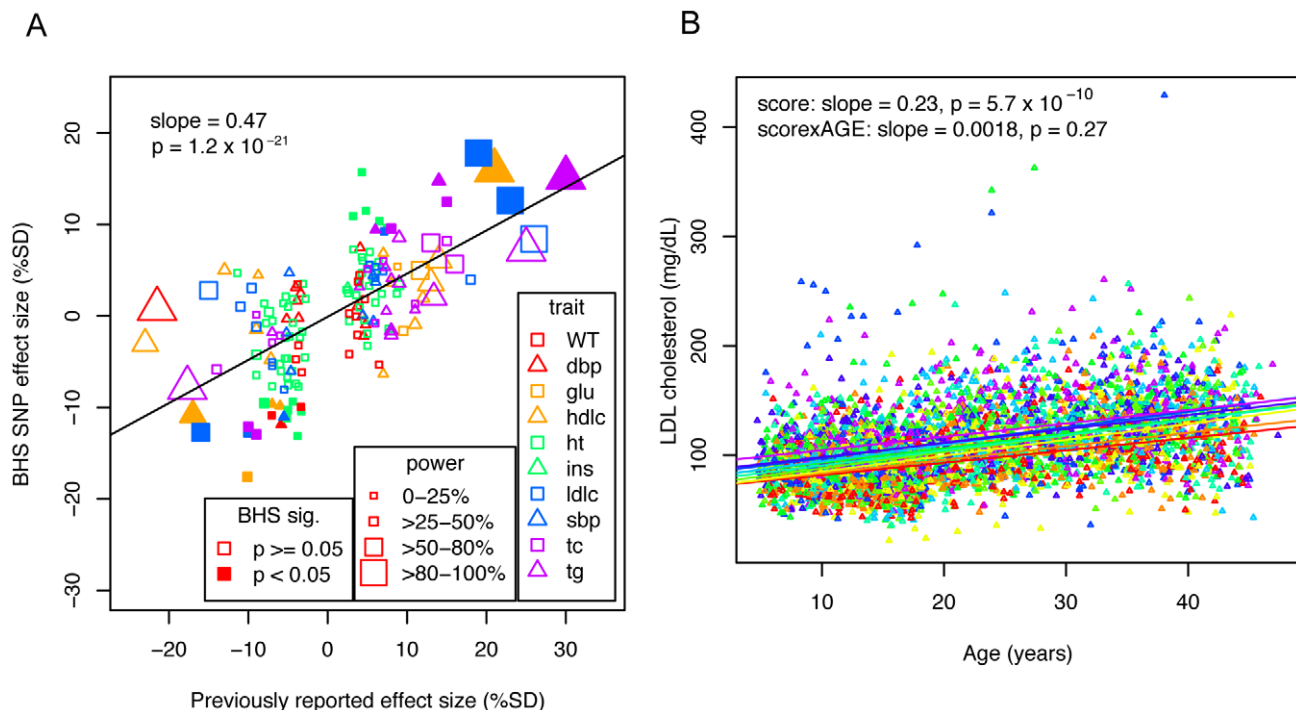 A
slope = 0.47
p = 1.2 x 10⁻²¹
BHS SNP effect size (%SD)
20
10
0
−10
−20
−30
−20
−10
0
10
20
30
Previously reported effect size (%SD)
BHS sig.
p >= 0.05
p < 0.05
power
0−25%
>25−50%
>50−80%
>80−100%
trait
WT
dbp
glu
hdlc
ht
ins
ldlc
sbp
tc
tg
B
score: slope = 0.23, p = 5.7 x 10⁻¹⁰
scorexAGE: slope = 0.0018, p = 0.27
LDL cholesterol (mg/dL)
400
300
200
100
10
20
30
40
Age (years)